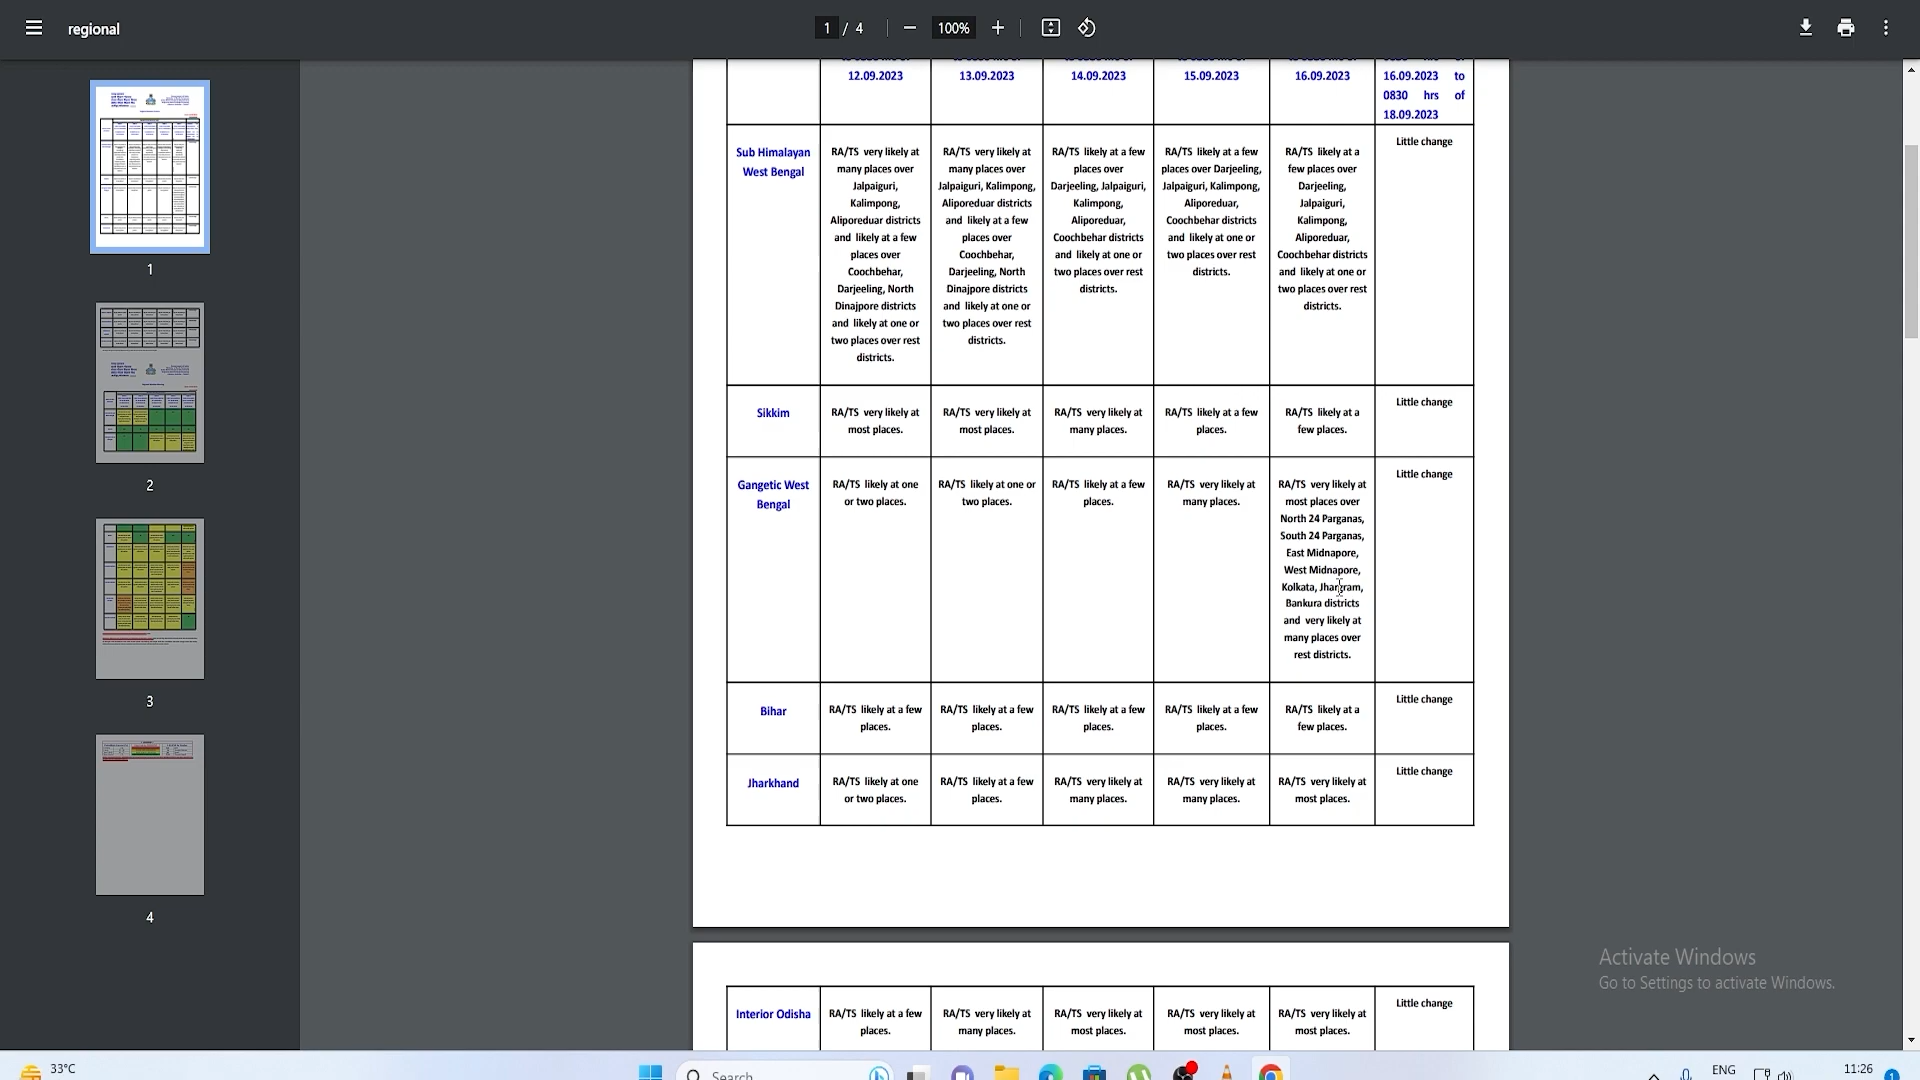 regional
1 / 4
100%
12.09.2023
13.09.2023
14.09.2023
15.09.2023
16.09.2023
16.09.2023 to
0830 hrs of
18.09.2023
Sub Himalayan
West Bengal
RA/TS very likely at
many places over
Jalpaiguri,
Kalimpong,
Aliporeduar districts
and likely at a few
places over
Coochbehar,
Darjeeling, North
Dinajpore districts
and likely at one or
two places over rest
districts.
RA/TS very likely at
many places over
Jalpaiguri, Kalimpong,
Aliporeduar districts
and likely at a few
places over
Coochbehar,
Darjeeling, North
Dinajpore districts
and likely at one or
two places over rest
districts.
RA/TS likely at a few
places over
Darjeeling, Jalpaiguri,
Kalimpong,
Aliporeduar,
Coochbehar districts
and likely at one or
two places over rest
districts.
RA/TS likely at a few
places over Darjeeling,
Jalpaiguri, Kalimpong,
Aliporeduar,
Coochbehar districts
and likely at one or
two places over rest
districts.
RA/TS likely at a
few places over
Darjeeling,
Jalpaiguri,
Kalimpong,
Aliporeduar,
Coochbehar districts
and likely at one or
two places over rest
districts.
Little change
Sikkim
RA/TS very likely at
most places.
RA/TS very likely at
most places.
RA/TS very likely at
many places.
RA/TS likely at a few
places.
RA/TS likely at a
few places.
Little change
Gangetic West
Bengal
RA/TS likely at one
or two places.
RA/TS likely at one or
two places.
RA/TS likely at a few
places.
RA/TS very likely at
many places.
RA/TS very likely at
most places over
North 24 Parganas,
South 24 Parganas,
East Midnapore,
West Midnapore,
Kolkata, Jhargram,
Bankura districts
and very likely at
many places over
rest districts.
Little change
Bihar
RA/TS likely at a few
places.
RA/TS likely at a few
places.
RA/TS likely at a few
places.
RA/TS likely at a few
places.
RA/TS likely at a
few places.
Little change
Jharkhand
RA/TS likely at one
or two places.
RA/TS likely at a few
places.
RA/TS very likely at
many places.
RA/TS very likely at
many places.
RA/TS very likely at
most places.
Little change
Interior Odisha
RA/TS likely at a few
places.
RA/TS very likely at
many places.
RA/TS very likely at
most places.
RA/TS very likely at
most places.
RA/TS very likely at
most places.
Little change
1
2
3
4
Activate Windows
Go to Settings to activate Windows.
33°C
Search
ENG
11:26
1